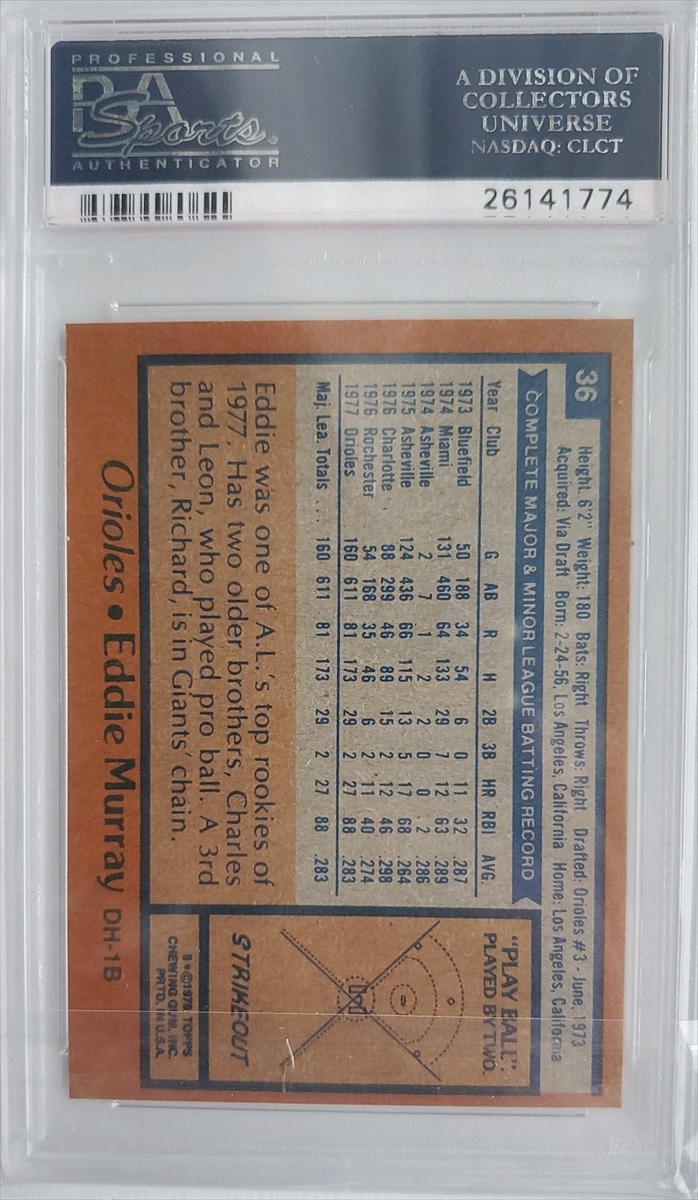 PROFESSIONAL
PSA
Sports
AUTHENTICATOR
A DIVISION OF
COLLECTORS
UNIVERSE
NASDAQ: CLCT
26141774
36
Height. 6'2" Weight: 180 Bats: Right Throws: Right Drafted: Orioles #3 - June, 1973
Acquired: Via Draft Born: 2-24-56, Los Angeles, California Home: Los Angeles, California
COMPLETE MAJOR & MINOR LEAGUE BATTING RECORD
Year Club G AB R H 2B 3B HR RBI AVG.
1973 Bluefield 50 188 34 54 6 0 11 32 .287
1974 Miami 131 460 64 133 29 7 12 63 .289
1974 Asheville 2 7 1 2 2 0 0 2 .286
1975 Asheville 124 436 66 115 13 5 17 68 .264
1976 Charlotte 88 299 46 89 15 2 12 46 .298
1976 Rochester 54 168 35 46 6 2 11 40 .274
1977 Orioles 160 611 81 173 29 2 27 88 .283
Maj. Lea. Totals ... 160 611 81 173 29 2 27 88 .283
Eddie was one of A.L.'s top rookies of
1977. Has two older brothers, Charles
and Leon, who played pro ball. A 3rd
brother, Richard, is in Giants' chain.
"PLAY BALL":
PLAYED BY TWO.
STRIKEOUT
B•©1978 TOPPS
CHEWING GUM, INC.
PRTD. IN U.S.A.
Orioles • Eddie Murray DH-1B